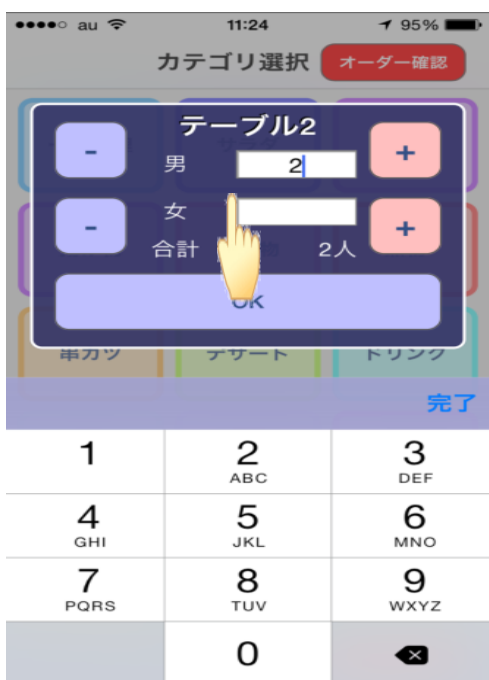 au 11:24 95%
カテゴリ選択 オーダー確認
テーブル2
- 男 2 +
- 女 +
合計 2人
OK
串カツ デザート ドリンク
完了
1 2 3
ABC DEF
4 5 6
GHI JKL MNO
7 8 9
PQRS TUV WXYZ
0